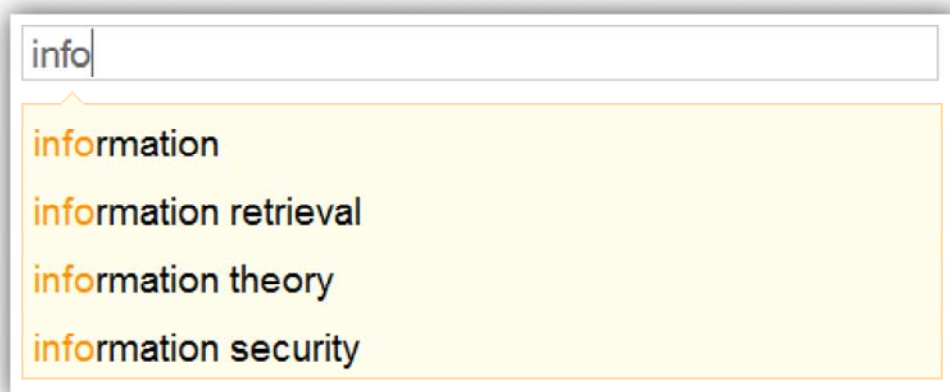 info
information
information retrieval
information theory
information security